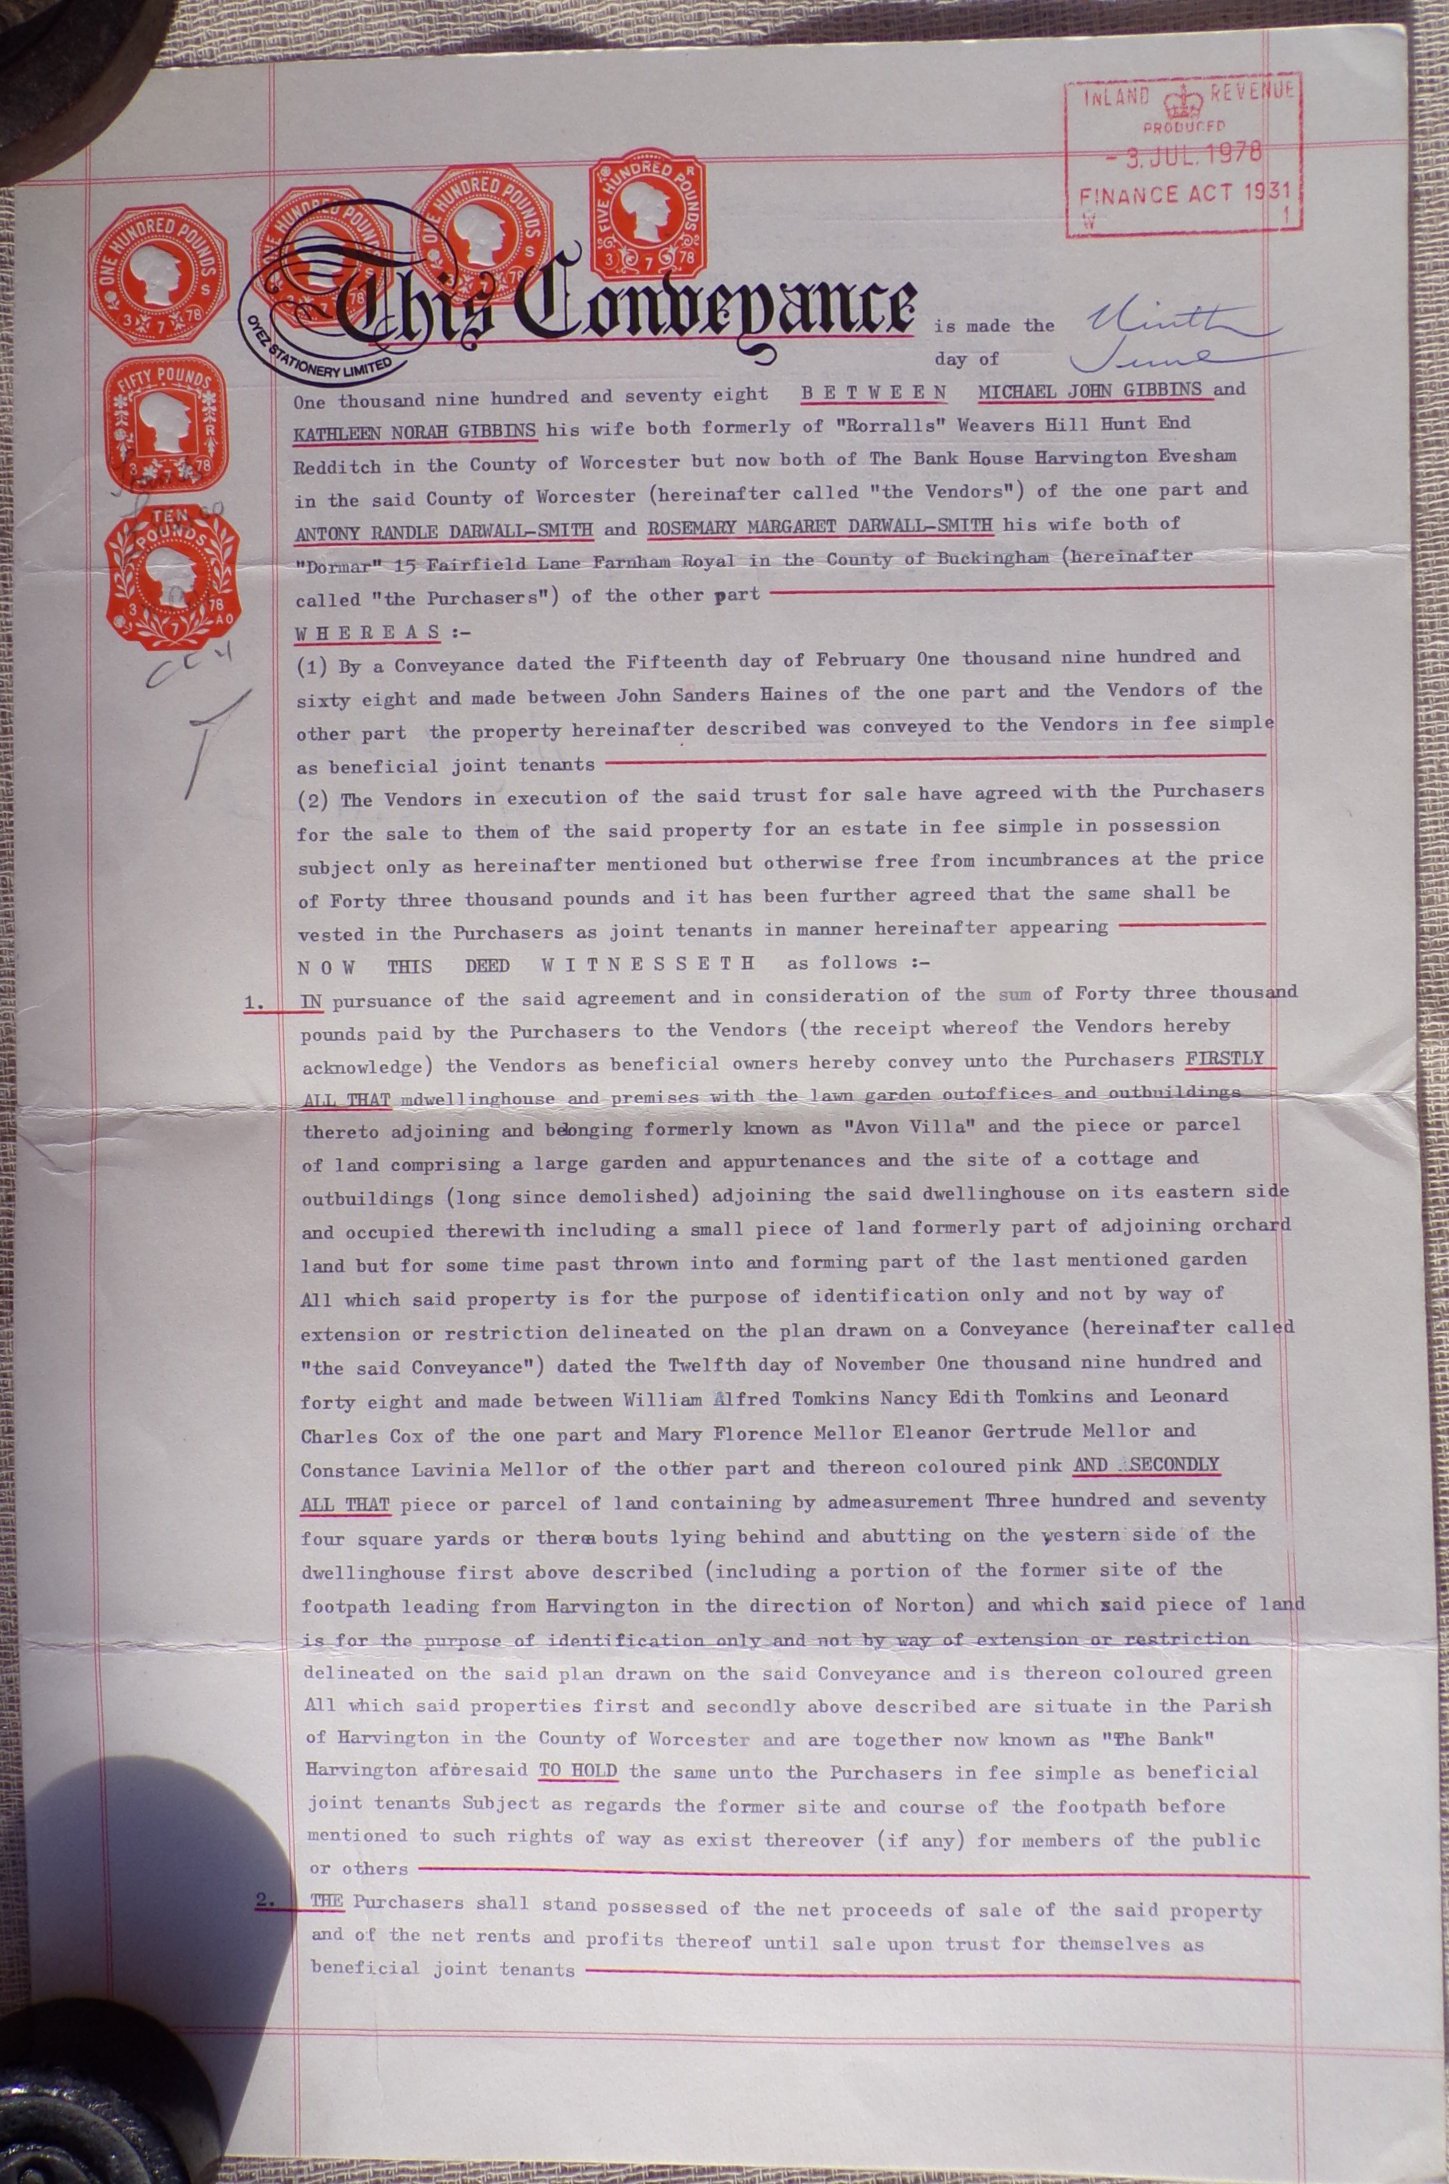 INLAND REVENUE
PRODUCED
- 3. JUL. 1978
FINANCE ACT 1931
W 1
ONE HUNDRED POUNDS S
3 7 78
ONE HUNDRED POUNDS S
78
ONE HUNDRED POUNDS S
3 7 78
FIVE HUNDRED POUNDS R
3 7 78
FIFTY POUNDS R
3 7 78
TEN POUNDS
3 7 78 AO
OYEZ STATIONERY LIMITED
This Conveyance is made the Ninth
day of June
One thousand nine hundred and seventy eight B E T W E E N MICHAEL JOHN GIBBINS and
KATHLEEN NORAH GIBBINS his wife both formerly of "Rorralls" Weavers Hill Hunt End
Redditch in the County of Worcester but now both of The Bank House Harvington Evesham
in the said County of Worcester (hereinafter called "the Vendors") of the one part and
ANTONY RANDLE DARWALL-SMITH and ROSEMARY MARGARET DARWALL-SMITH his wife both of
"Dormar" 15 Fairfield Lane Farnham Royal in the County of Buckingham (hereinafter
called "the Purchasers") of the other part
W H E R E A S :-
(1) By a Conveyance dated the Fifteenth day of February One thousand nine hundred and
sixty eight and made between John Sanders Haines of the one part and the Vendors of the
other part the property hereinafter described was conveyed to the Vendors in fee simple
as beneficial joint tenants
(2) The Vendors in execution of the said trust for sale have agreed with the Purchasers
for the sale to them of the said property for an estate in fee simple in possession
subject only as hereinafter mentioned but otherwise free from incumbrances at the price
of Forty three thousand pounds and it has been further agreed that the same shall be
vested in the Purchasers as joint tenants in manner hereinafter appearing
N O W THIS DEED W I T N E S S E T H as follows :-
1. IN pursuance of the said agreement and in consideration of the sum of Forty three thousand
pounds paid by the Purchasers to the Vendors (the receipt whereof the Vendors hereby
acknowledge) the Vendors as beneficial owners hereby convey unto the Purchasers FIRSTLY
ALL THAT mdwellinghouse and premises with the lawn garden outoffices and outbuildings
thereto adjoining and belonging formerly known as "Avon Villa" and the piece or parcel
of land comprising a large garden and appurtenances and the site of a cottage and
outbuildings (long since demolished) adjoining the said dwellinghouse on its eastern side
and occupied therewith including a small piece of land formerly part of adjoining orchard
land but for some time past thrown into and forming part of the last mentioned garden
All which said property is for the purpose of identification only and not by way of
extension or restriction delineated on the plan drawn on a Conveyance (hereinafter called
"the said Conveyance") dated the Twelfth day of November One thousand nine hundred and
forty eight and made between William Alfred Tomkins Nancy Edith Tomkins and Leonard
Charles Cox of the one part and Mary Florence Mellor Eleanor Gertrude Mellor and
Constance Lavinia Mellor of the other part and thereon coloured pink AND SECONDLY
ALL THAT piece or parcel of land containing by admeasurement Three hundred and seventy
four square yards or thereabouts lying behind and abutting on the western side of the
dwellinghouse first above described (including a portion of the former site of the
footpath leading from Harvington in the direction of Norton) and which said piece of land
is for the purpose of identification only and not by way of extension or restriction
delineated on the said plan drawn on the said Conveyance and is thereon coloured green
All which said properties first and secondly above described are situate in the Parish
of Harvington in the County of Worcester and are together now known as "The Bank"
Harvington aforesaid TO HOLD the same unto the Purchasers in fee simple as beneficial
joint tenants Subject as regards the former site and course of the footpath before
mentioned to such rights of way as exist thereover (if any) for members of the public
or others
2. THE Purchasers shall stand possessed of the net proceeds of sale of the said property
and of the net rents and profits thereof until sale upon trust for themselves as
beneficial joint tenants